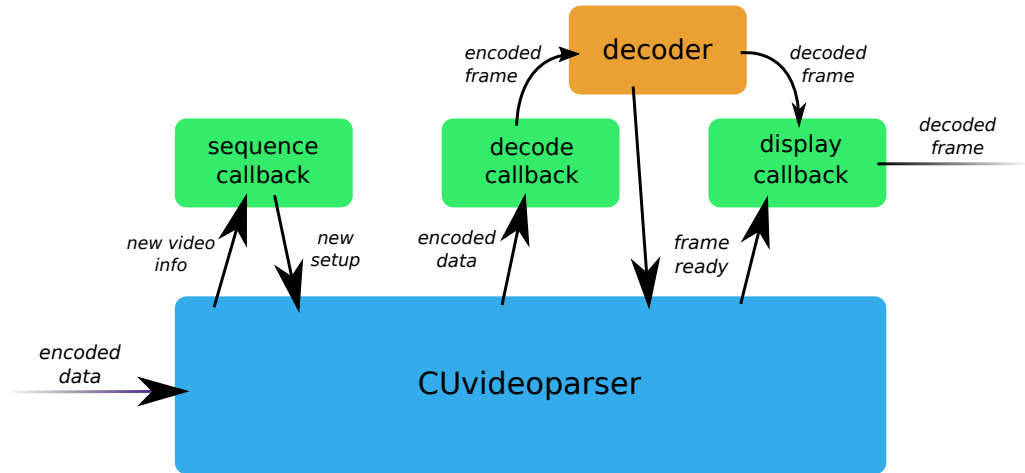 encoded
frame
decoder
decoded
frame
sequence
callback
decode
callback
display
callback
decoded
frame
new video
info
new
setup
encoded
data
frame
ready
encoded
data
CUvideoparser